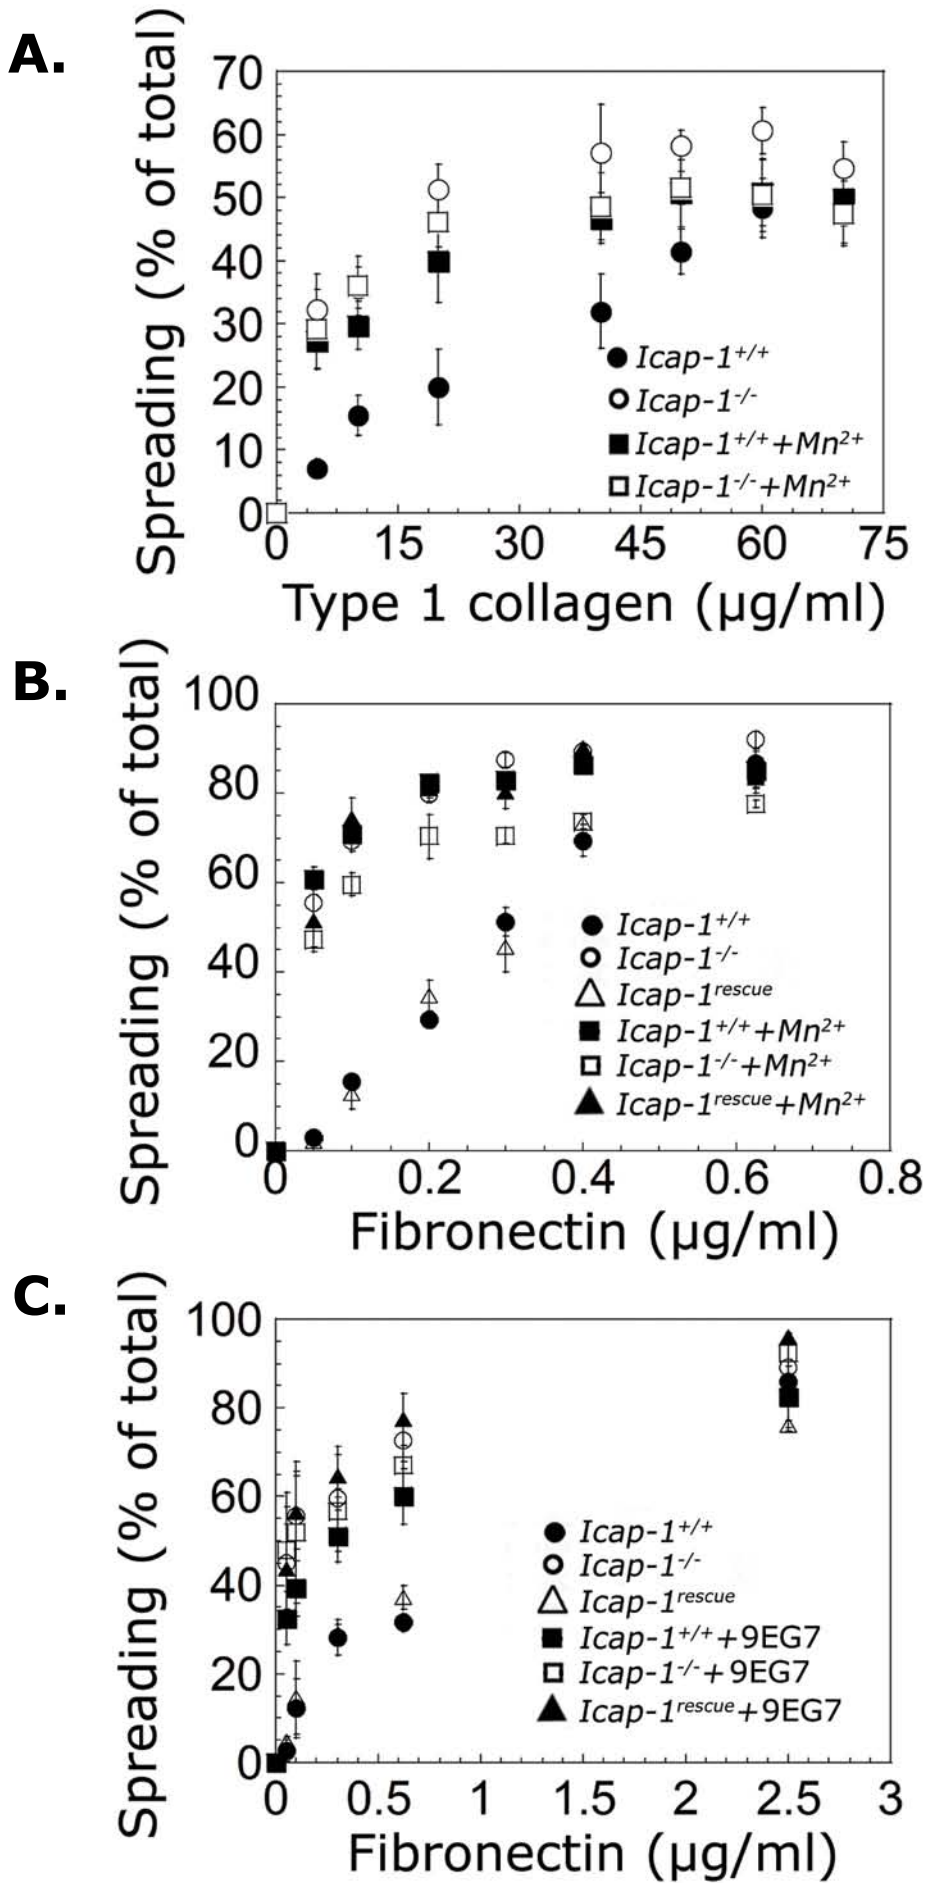 A.
Spreading (% of total)
70
60
50
40
30
20
10
0
Icap-1+/+
Icap-1-/-
Icap-1+/++Mn2+
Icap-1-/-+Mn2+
0 15 30 45 60 75
Type 1 collagen (µg/ml)
B.
Spreading (% of total)
100
80
60
40
20
0
Icap-1+/+
Icap-1-/-
Icap-1rescue
Icap-1+/++Mn2+
Icap-1-/-+Mn2+
Icap-1rescue+Mn2+
0 0.2 0.4 0.6 0.8
Fibronectin (µg/ml)
C.
Spreading (% of total)
100
80
60
40
20
0
Icap-1+/+
Icap-1-/-
Icap-1rescue
Icap-1+/++9EG7
Icap-1-/-+9EG7
Icap-1rescue+9EG7
0 0.5 1 1.5 2 2.5 3
Fibronectin (µg/ml)